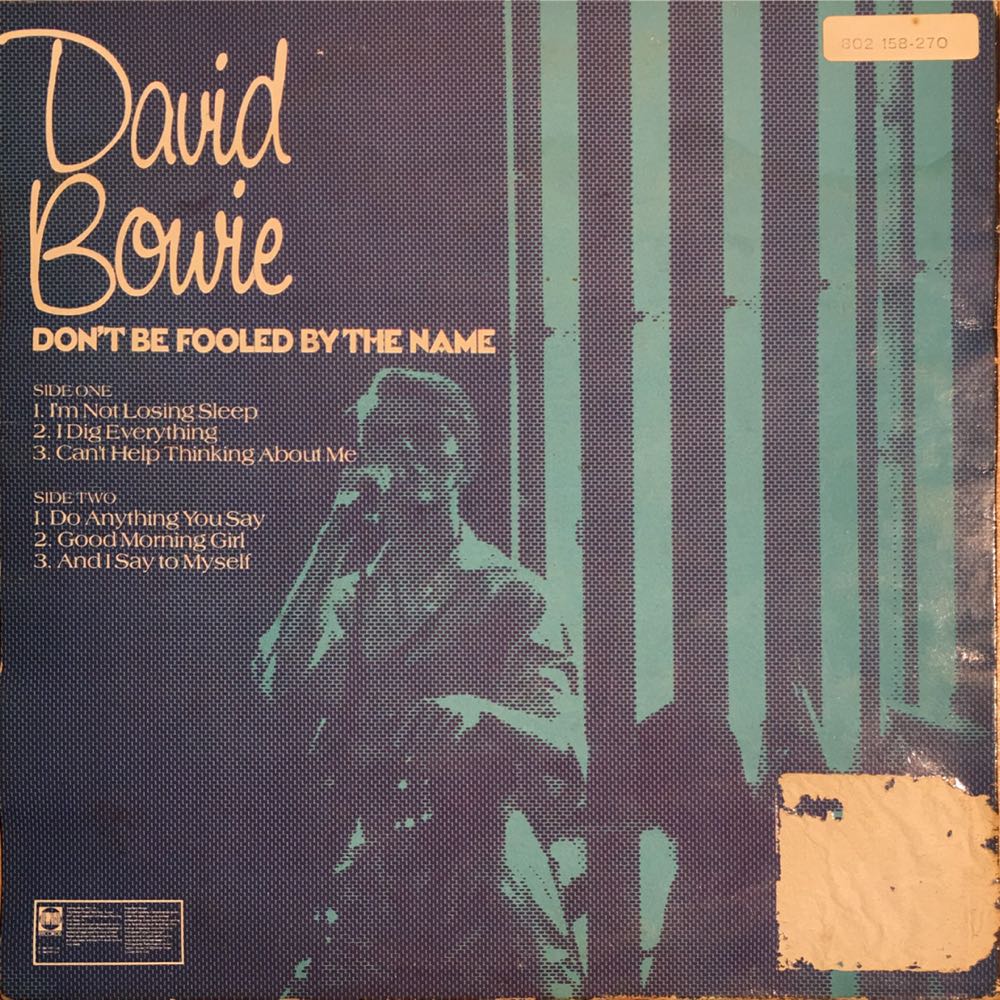 802 158-270
David
Bowie
DON'T BE FOOLED BY THE NAME
SIDE ONE
1. I'm Not Losing Sleep
2. I Dig Everything
3. Can't Help Thinking About Me
SIDE TWO
1. Do Anything You Say
2. Good Morning Girl
3. And I Say to Myself